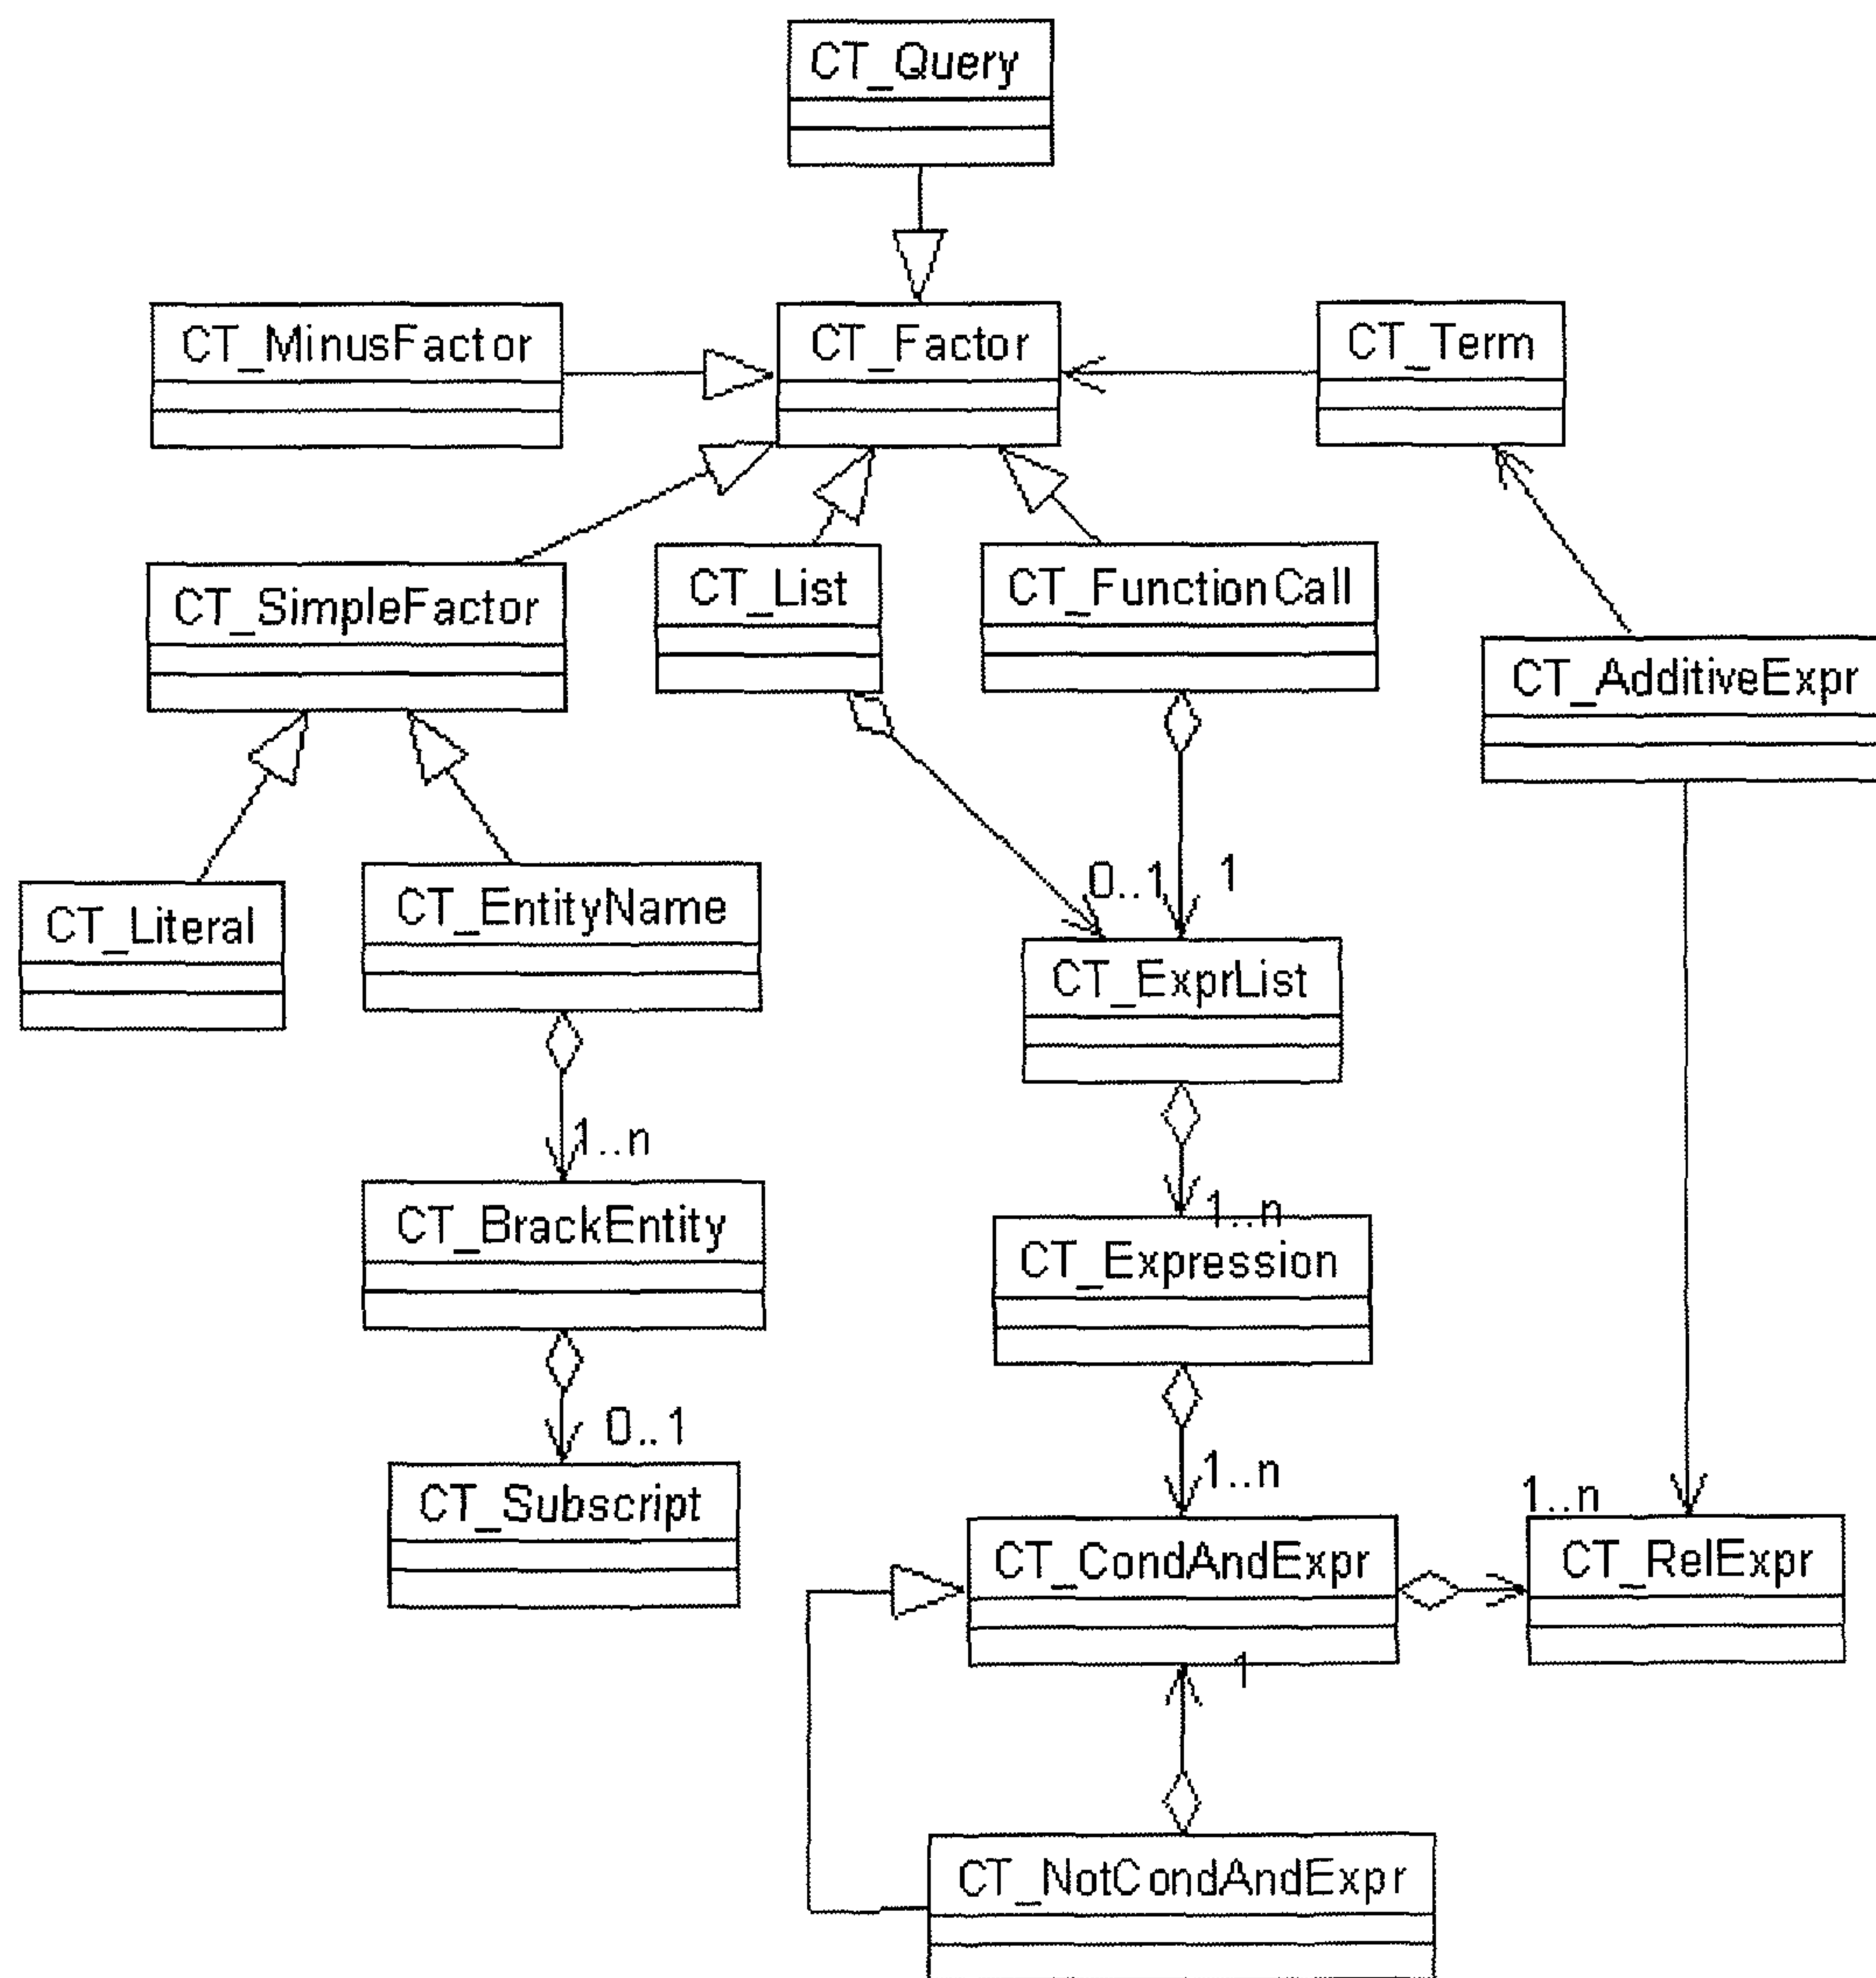 CT_Query
CT_MinusFactor
CT_Factor
CT_Term
CT_SimpleFactor
CT_List
CT_FunctionCall
CT_AdditiveExpr
0..1
1
CT_Literal
CT_EntityName
CT_ExprList
1..n
CT_BrackEntity
1..n
CT_Expression
0..1
CT_Subscript
1..n
1..n
CT_CondAndExpr
CT_RelExpr
1
CT_NotCondAndExpr